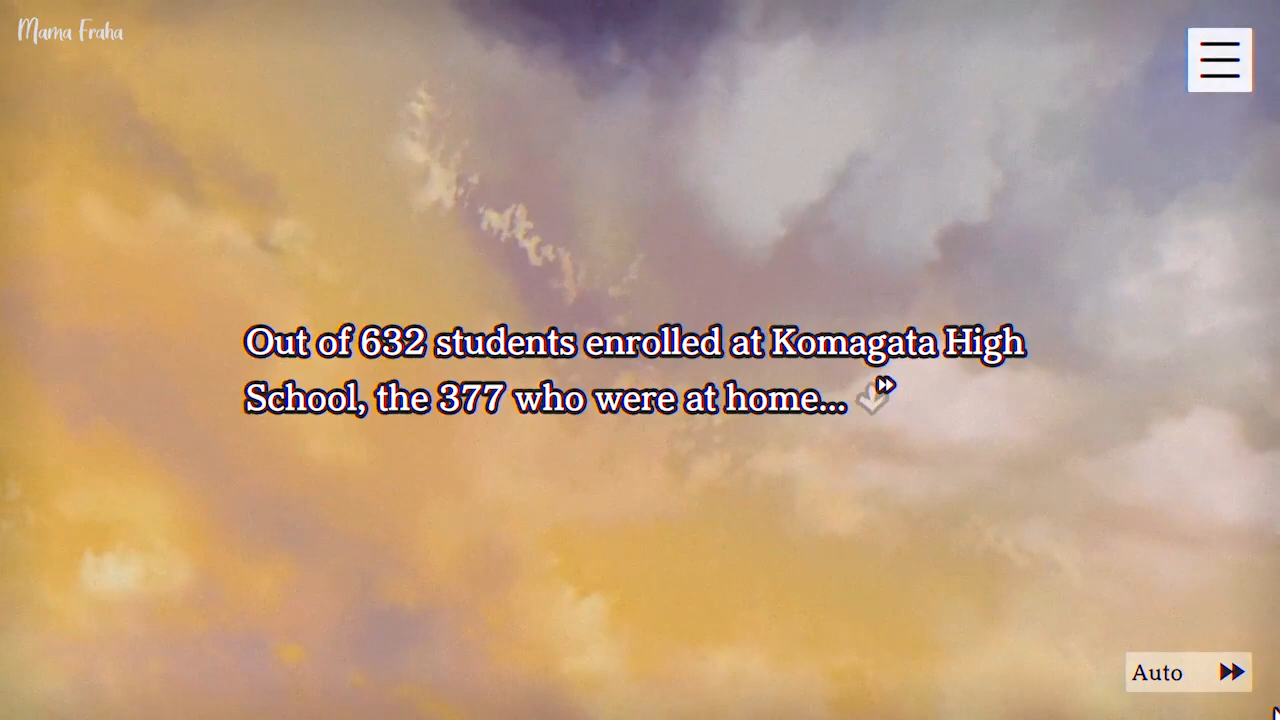 Mama Fraha
Out of 632 students enrolled at Komagata High
School, the 377 who were at home...
Auto